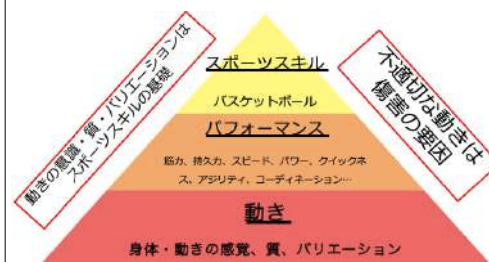 動きの意識・質・バリエーションは
スポーツスキルの基礎
不適切な動きは
傷害の要因
スポーツスキル
バスケットボール
パフォーマンス
筋力、持久力、スピード、パワー、クイックネ
ス、アジリティ、コーディネーション…
動き
身体・動きの感覚、質、バリエーション